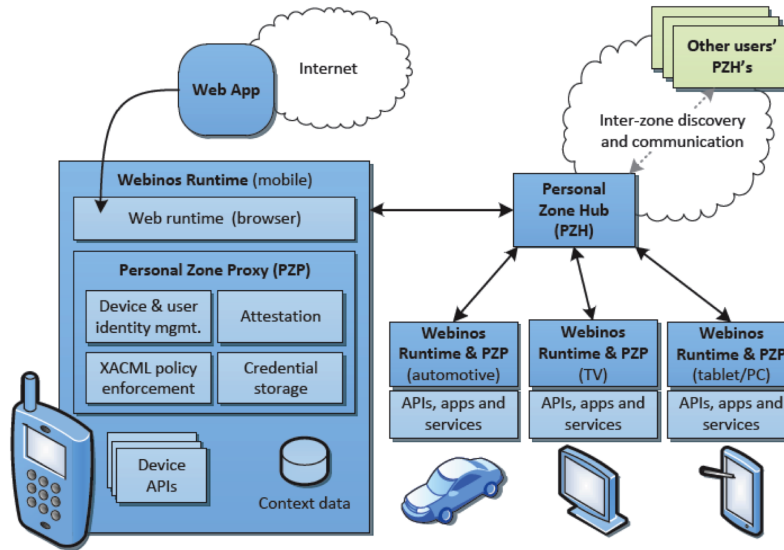 Web App
Internet
Other users'
PZH's
Inter-zone discovery
and communication
Webinos Runtime (mobile)
Web runtime  (browser)
Personal Zone Proxy (PZP)
Device & user
identity mgmt.
Attestation
XACML policy
enforcement
Credential
storage
Device
APIs
Context data
Personal
Zone Hub
(PZH)
Webinos
Runtime & PZP
(automotive)
APIs, apps and
services
Webinos
Runtime & PZP
(TV)
APIs, apps and
services
Webinos
Runtime & PZP
(tablet/PC)
APIs, apps and
services